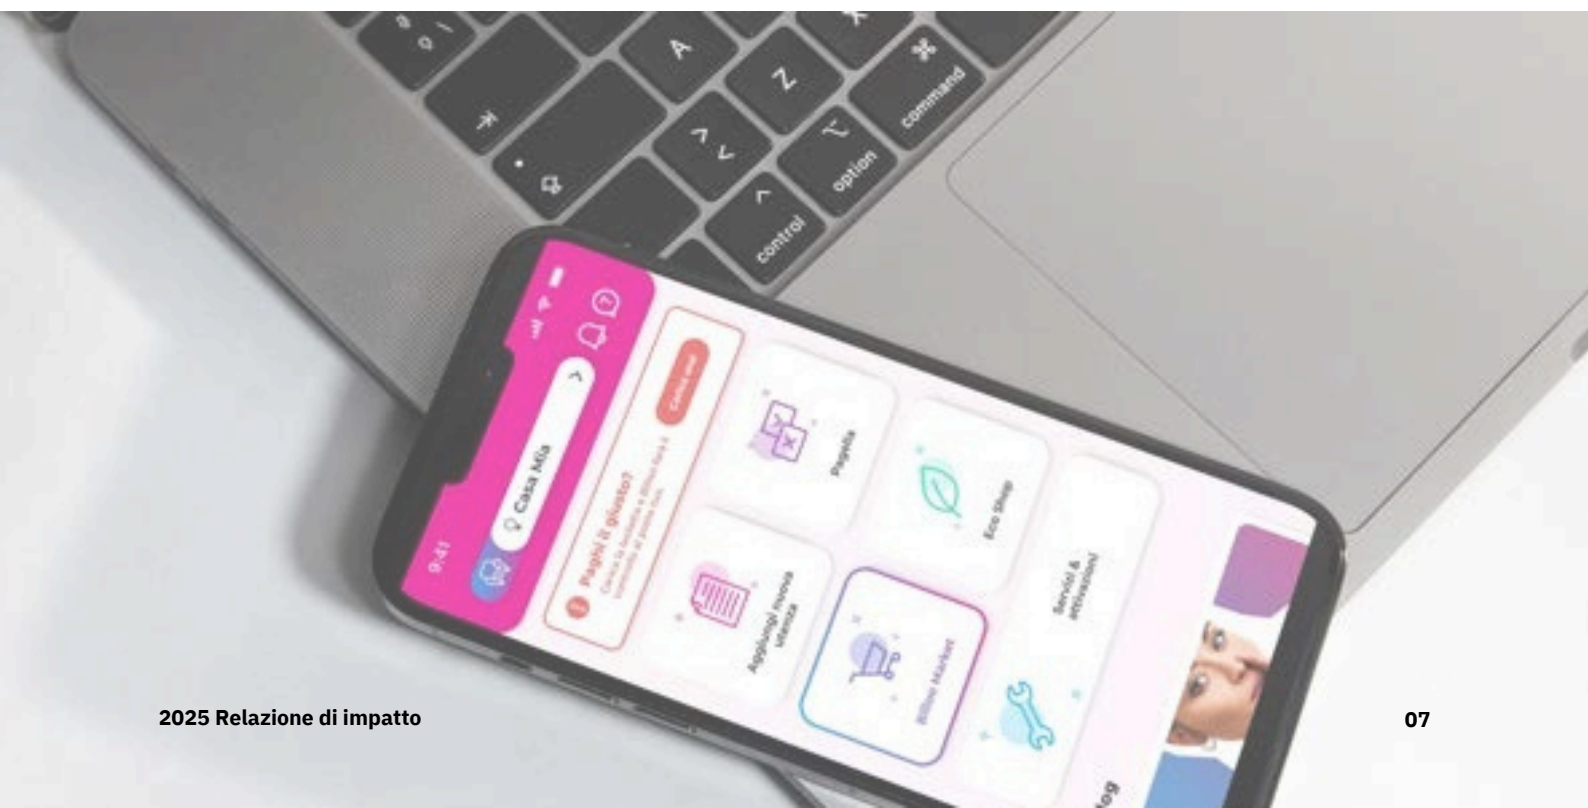 A
Z
X
⌘
command
⌥
option
^
control
>
<
9:41
Casa Mia
Paghi il giusto?
Pagella
Eco Shop
Aggiungi nuova
utenza
Billoo Market
Servizi &
attivazioni
2025 Relazione di impatto
07